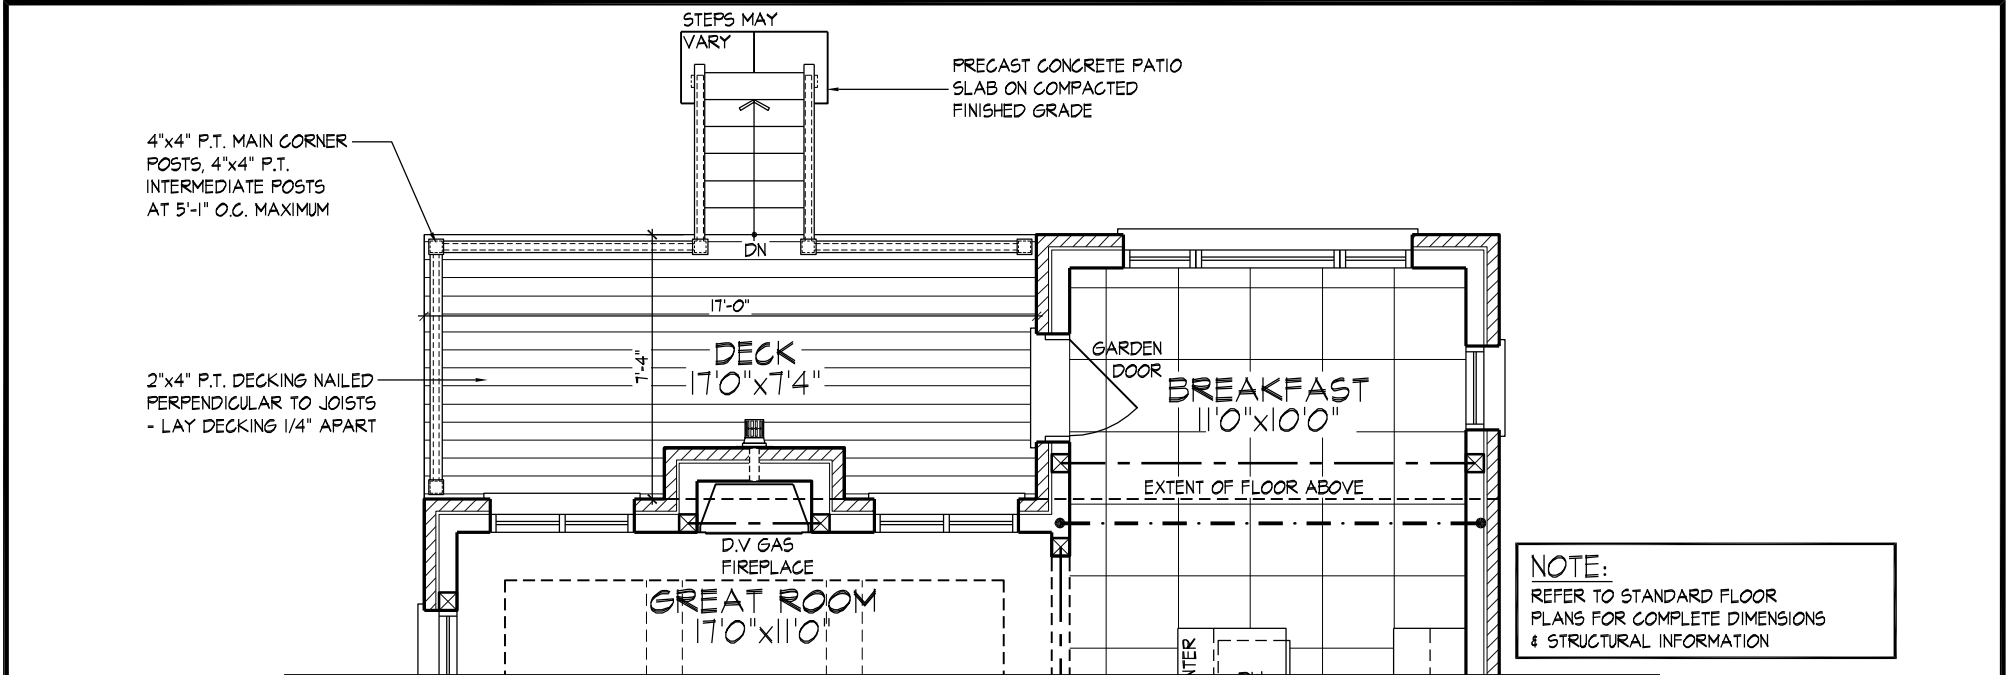 STEPS MAY
VARY
PRECAST CONCRETE PATIO
SLAB ON COMPACTED
FINISHED GRADE
4"x4" P.T. MAIN CORNER
POSTS, 4"x4" P.T.
INTERMEDIATE POSTS
AT 5'-1" O.C. MAXIMUM
DN
17'-0"
7'-4"
DECK
17'0"x7'4"
GARDEN
DOOR
BREAKFAST
11'0"x10'0"
2"x4" P.T. DECKING NAILED
PERPENDICULAR TO JOISTS
- LAY DECKING 1/4" APART
EXTENT OF FLOOR ABOVE
D.V GAS
FIREPLACE
GREAT ROOM
17'0"x11'0"
NOTE:
REFER TO STANDARD FLOOR
PLANS FOR COMPLETE DIMENSIONS
& STRUCTURAL INFORMATION